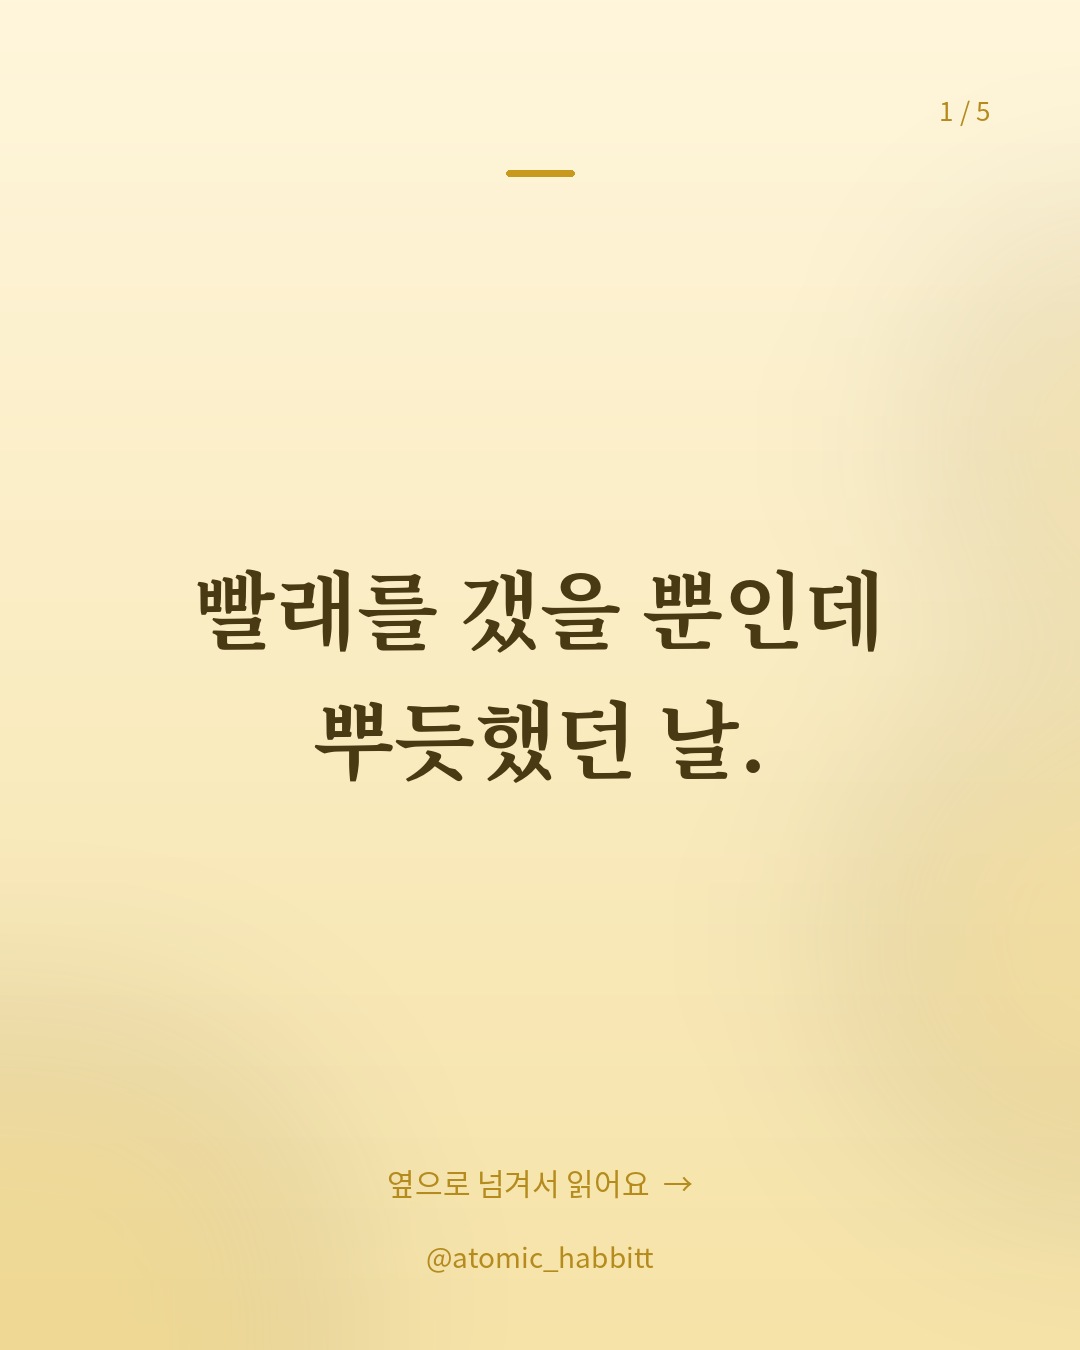 1 / 5
빨래를 갰을 뿐인데
뿌듯했던 날.
옆으로 넘겨서 읽어요 →
@atomic_habbitt